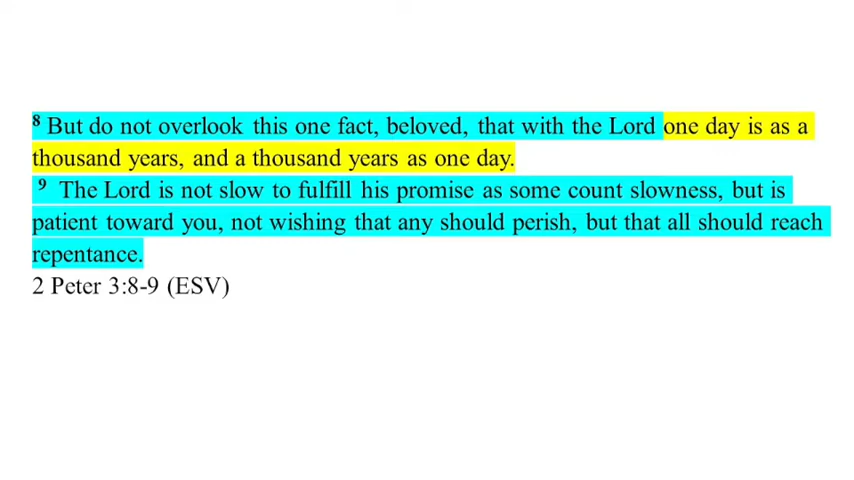 8 But do not overlook this one fact, beloved, that with the Lord one day is as a
thousand years, and a thousand years as one day.
9 The Lord is not slow to fulfill his promise as some count slowness, but is
patient toward you, not wishing that any should perish, but that all should reach
repentance.
2 Peter 3:8-9 (ESV)